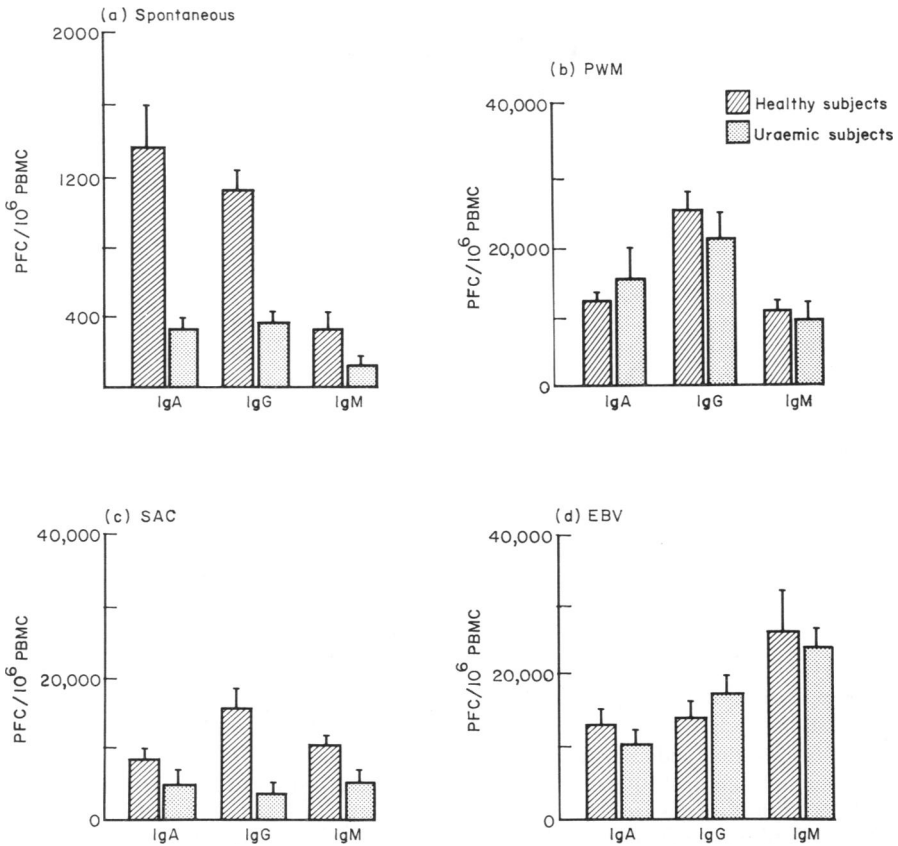 (a) Spontaneous
2000
1200
400
PFC/10⁶ PBMC
IgA IgG IgM
(b) PWM
Healthy subjects
Uraemic subjects
40,000
20,000
0
PFC/10⁶ PBMC
IgA IgG IgM
(c) SAC
40,000
20,000
0
PFC/10⁶ PBMC
IgA IgG IgM
(d) EBV
40,000
20,000
0
PFC/10⁶ PBMC
IgA IgG IgM